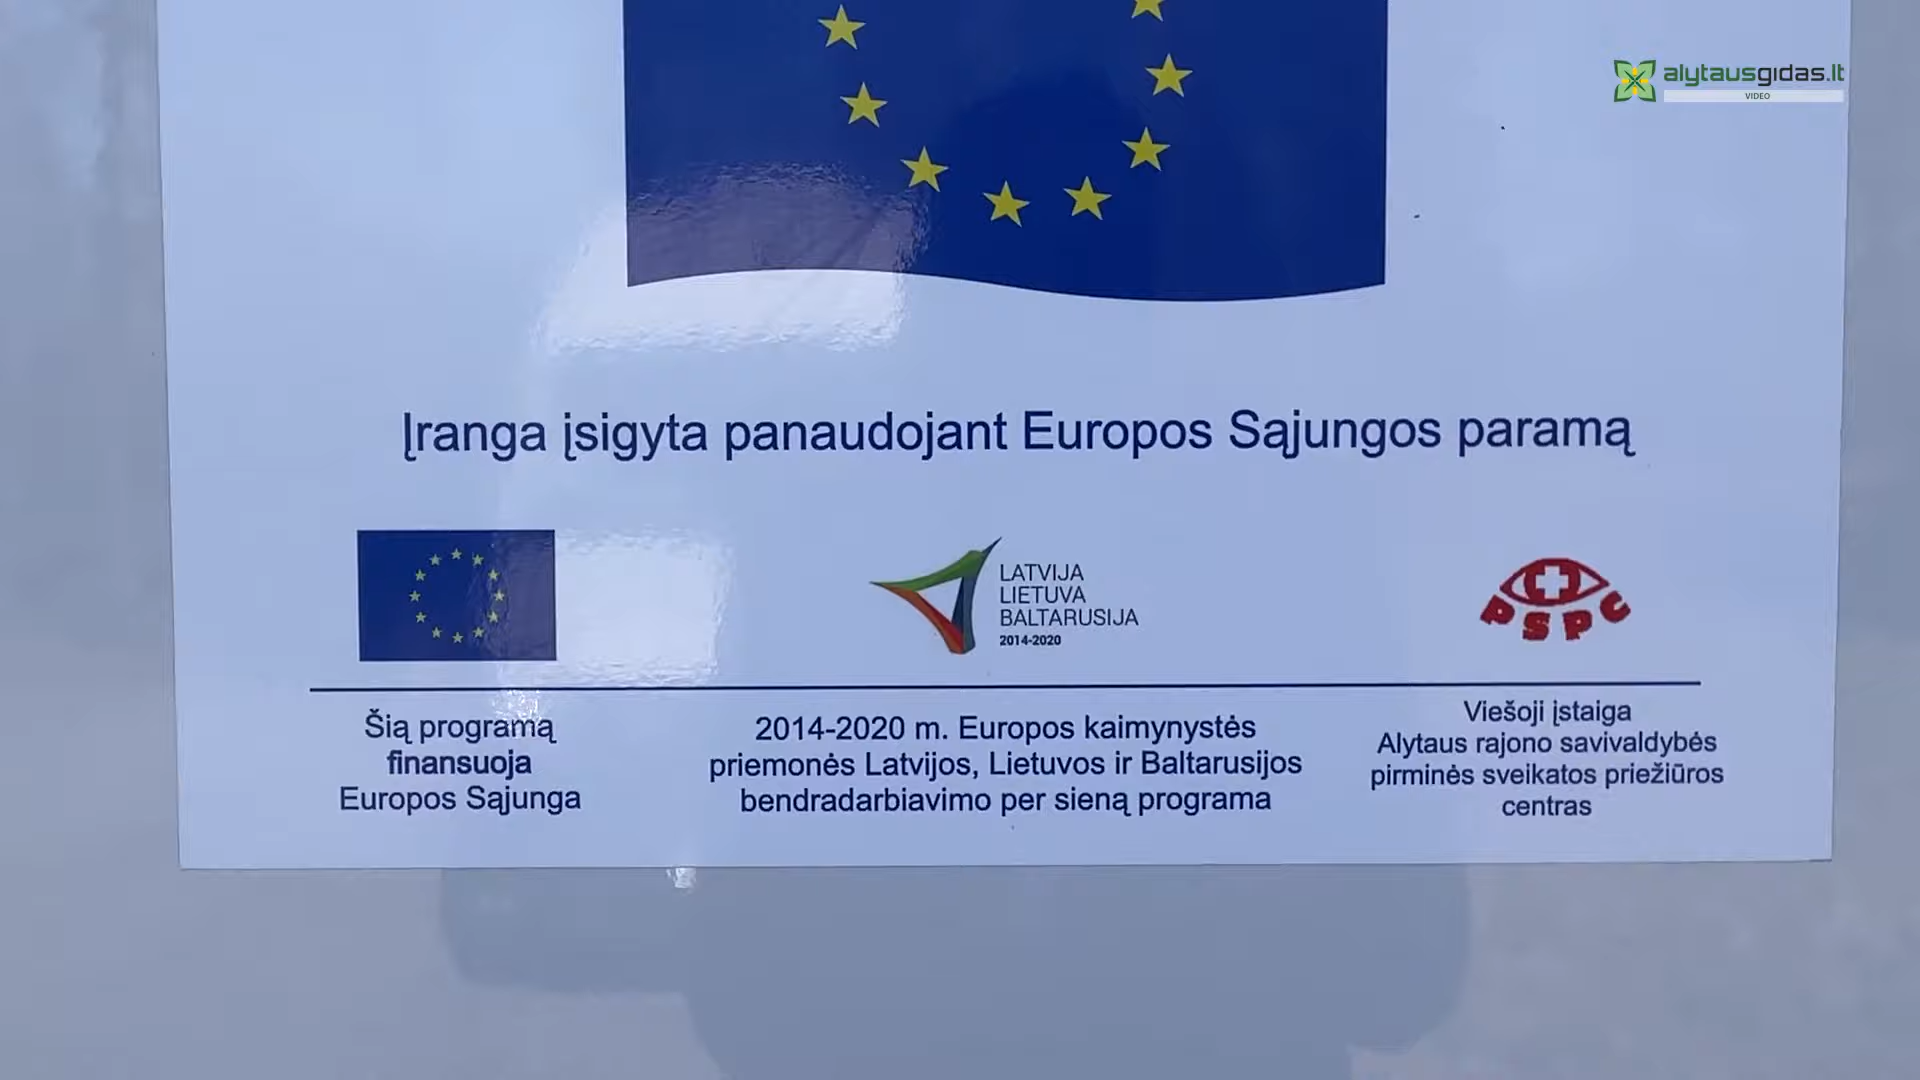 alytausgidas.lt
VIDEO
Įranga įsigyta panaudojant Europos Sąjungos paramą
LATVIJA
LIETUVA
BALTARUSIJA
2014-2020
PSPC
Šią programą
finansuoja
Europos Sąjunga
2014-2020 m. Europos kaimynystės
priemonės Latvijos, Lietuvos ir Baltarusijos
bendradarbiavimo per sieną programa
Viešoji įstaiga
Alytaus rajono savivaldybės
pirminės sveikatos priežiūros
centras